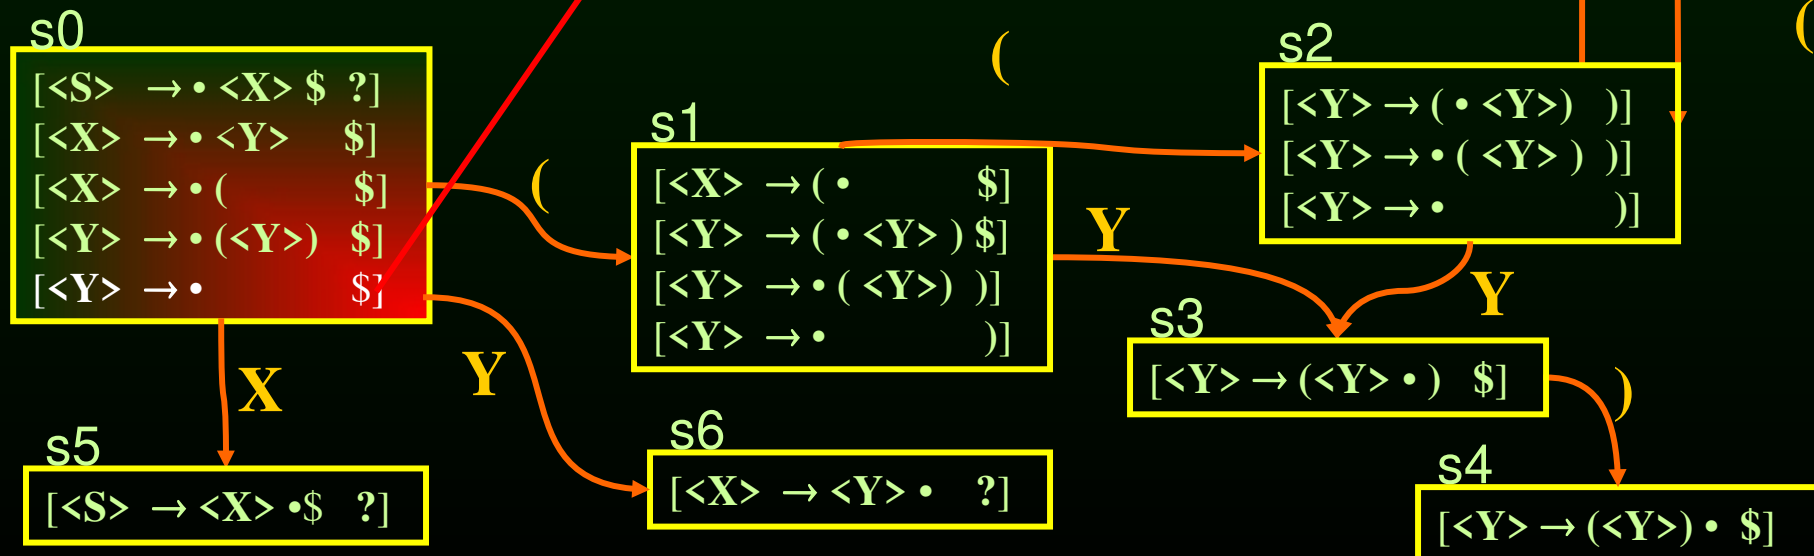 s0
[<S> → • <X> $ ?]
[<X> → • <Y> $]
[<X> → • ( $]
[<Y> → • (<Y>) $]
[<Y> → • $]
(
X
Y
s1
[<X> → ( • $]
[<Y> → ( • <Y> ) $]
[<Y> → • ( <Y>) )]
[<Y> → • )]
(
Y
s2
[<Y> → ( • <Y>) )]
[<Y> → • ( <Y> ) )]
[<Y> → • )]
(
Y
s3
[<Y> → (<Y> • ) $]
)
s4
[<Y> → (<Y>) • $]
s5
[<S> → <X> •$ ?]
s6
[<X> → <Y> • ?]